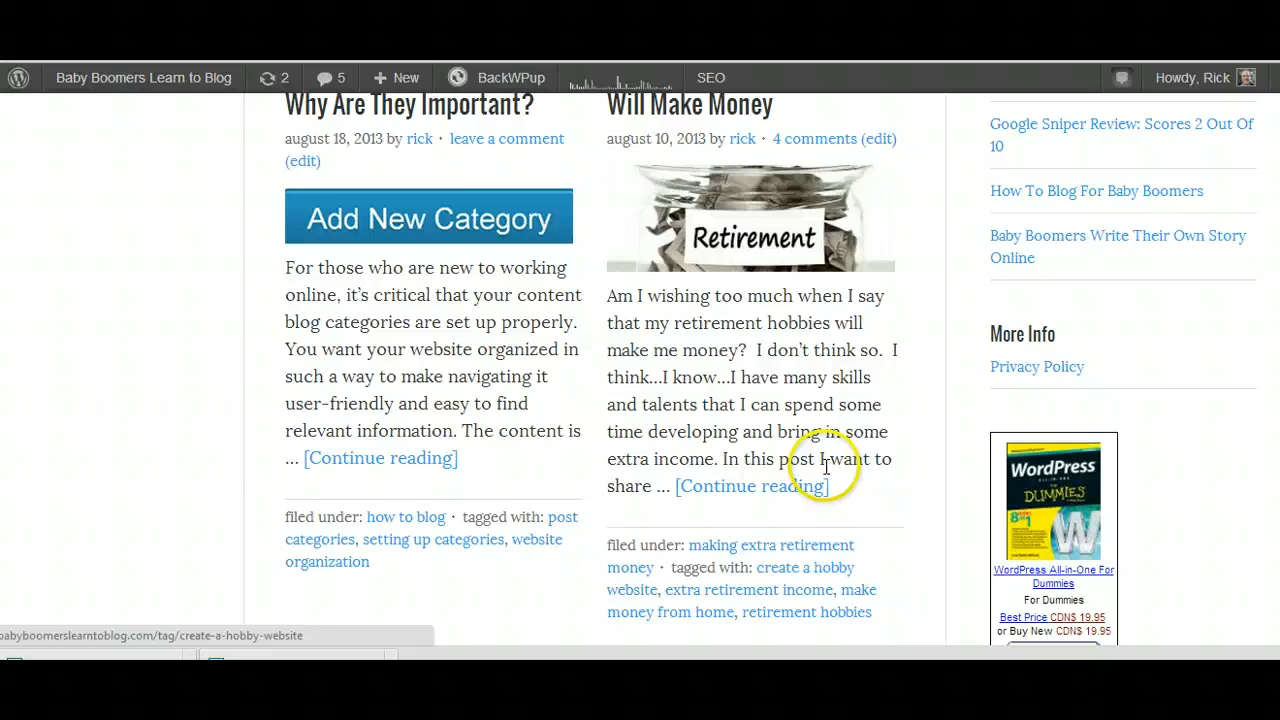 Baby Boomers Learn to Blog
2
5
New
BackWPup
SEO
Howdy, Rick
Why Are They Important?
august 18, 2013 by rick · leave a comment
(edit)
Add New Category
For those who are new to working
online, it’s critical that your content
blog categories are set up properly.
You want your website organized in
such a way to make navigating it
user-friendly and easy to find
relevant information. The content is
... [Continue reading]
filed under: how to blog · tagged with: post
categories, setting up categories, website
organization
Will Make Money
august 10, 2013 by rick · 4 comments (edit)
Retirement
Am I wishing too much when I say
that my retirement hobbies will
make me money?  I don’t think so.  I
think…I know…I have many skills
and talents that I can spend some
time developing and bring in some
extra income. In this post I want to
share ... [Continue reading]
filed under: making extra retirement
money · tagged with: create a hobby
website, extra retirement income, make
money from home, retirement hobbies
Google Sniper Review: Scores 2 Out Of
10
How To Blog For Baby Boomers
Baby Boomers Write Their Own Story
Online
More Info
Privacy Policy
WordPress
DUMMIES
8 IN 1
WordPress All-in-One For
Dummies
For Dummies
Best Price CDN$ 19.95
or Buy New CDN$ 19.95
babyboomerslearntoblog.com/tag/create-a-hobby-website